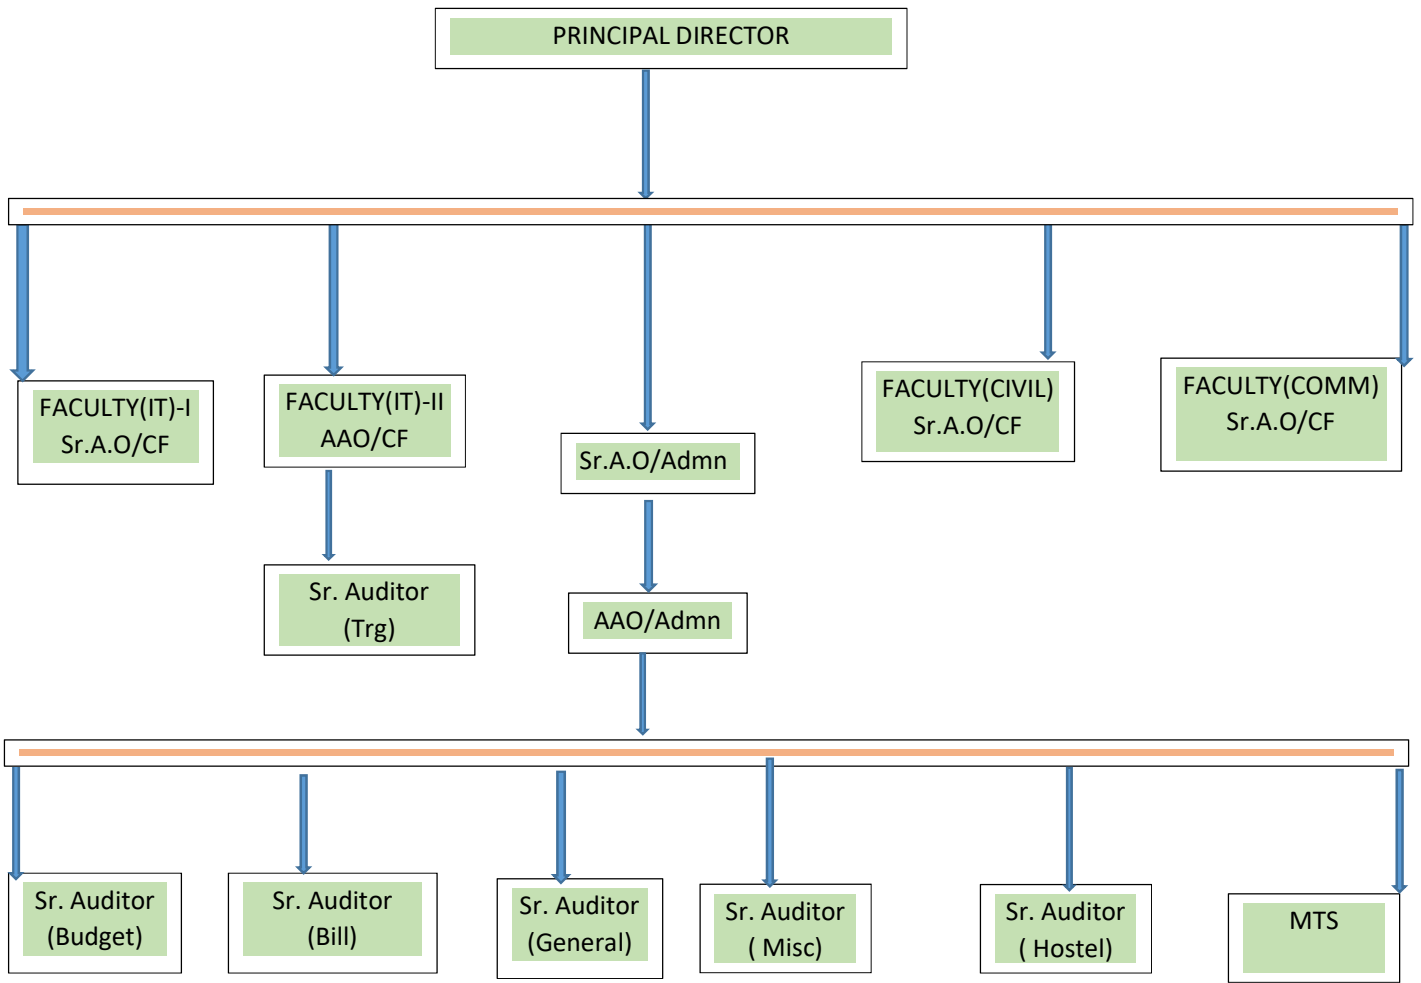 PRINCIPAL DIRECTOR
FACULTY(IT)-I
Sr.A.O/CF
FACULTY(IT)-II
AAO/CF
Sr.A.O/Admn
FACULTY(CIVIL)
Sr.A.O/CF
FACULTY(COMM)
Sr.A.O/CF
Sr. Auditor
(Trg)
AAO/Admn
Sr. Auditor
(Budget)
Sr. Auditor
(Bill)
Sr. Auditor
(General)
Sr. Auditor
( Misc)
Sr. Auditor
( Hostel)
MTS